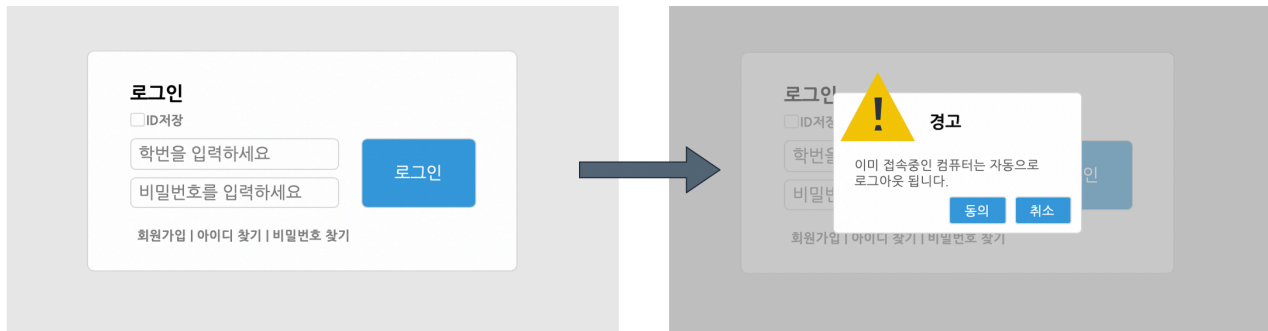 로그인
ID저장
학번을 입력하세요
비밀번호를 입력하세요
로그인
회원가입 | 아이디 찾기 | 비밀번호 찾기
로그인
ID저장
학번을
비밀번
인
!
경고
이미 접속중인 컴퓨터는 자동으로
로그아웃 됩니다.
동의 취소
회원가입 | 아이디 찾기 | 비밀번호 찾기